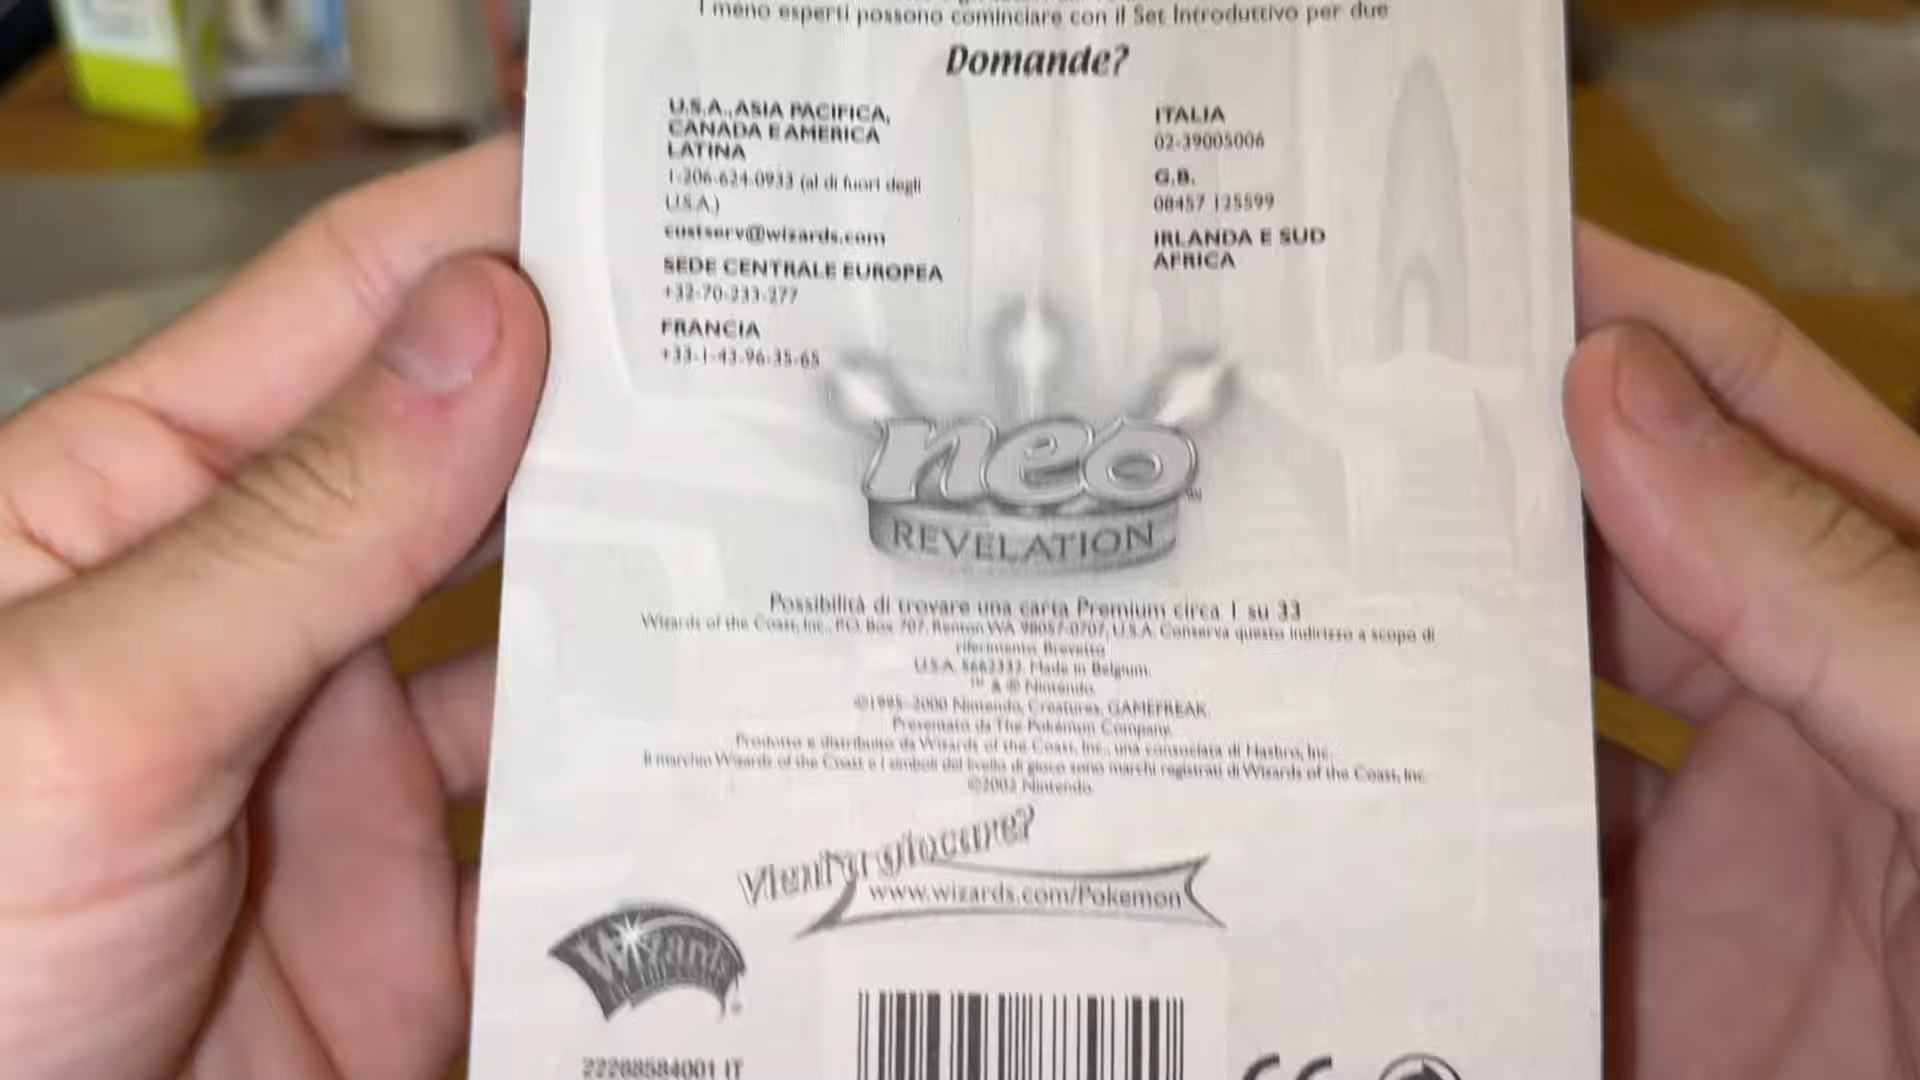 I meno esperti possono cominciare con il Set Introduttivo per due
Domande?
U.S.A., ASIA PACIFICA,
CANADA E AMERICA
LATINA
1-206-624-0933 (al di fuori degli
U.S.A.)
custserv@wizards.com
SEDE CENTRALE EUROPEA
+32-70-233-277
FRANCIA
+33-1-43-96-35-65
ITALIA
02-39005006
G.B.
08457 125599
IRLANDA E SUD
AFRICA
neo
REVELATION
Possibilità di trovare una carta Premium circa 1 su 33
Wizards of the Coast, Inc., P.O. Box 707, Renton WA 98057-0707, U.S.A. Conserva questo indirizzo a scopo di
riferimento. Brevetto
U.S.A. 5662332. Made in Belgium.
™ & ® Nintendo.
©1995-2000 Nintendo, Creatures, GAMEFREAK.
Presentato da The Pokémon Company.
Prodotto e distribuito da Wizards of the Coast, Inc., una consociata di Hasbro, Inc.
Il marchio Wizards of the Coast e i simboli del livello di gioco sono marchi registrati di Wizards of the Coast, Inc.
©2002 Nintendo.
Vieni a giocare?
www.wizards.com/Pokemon
Wizards
22288584001 IT
CE